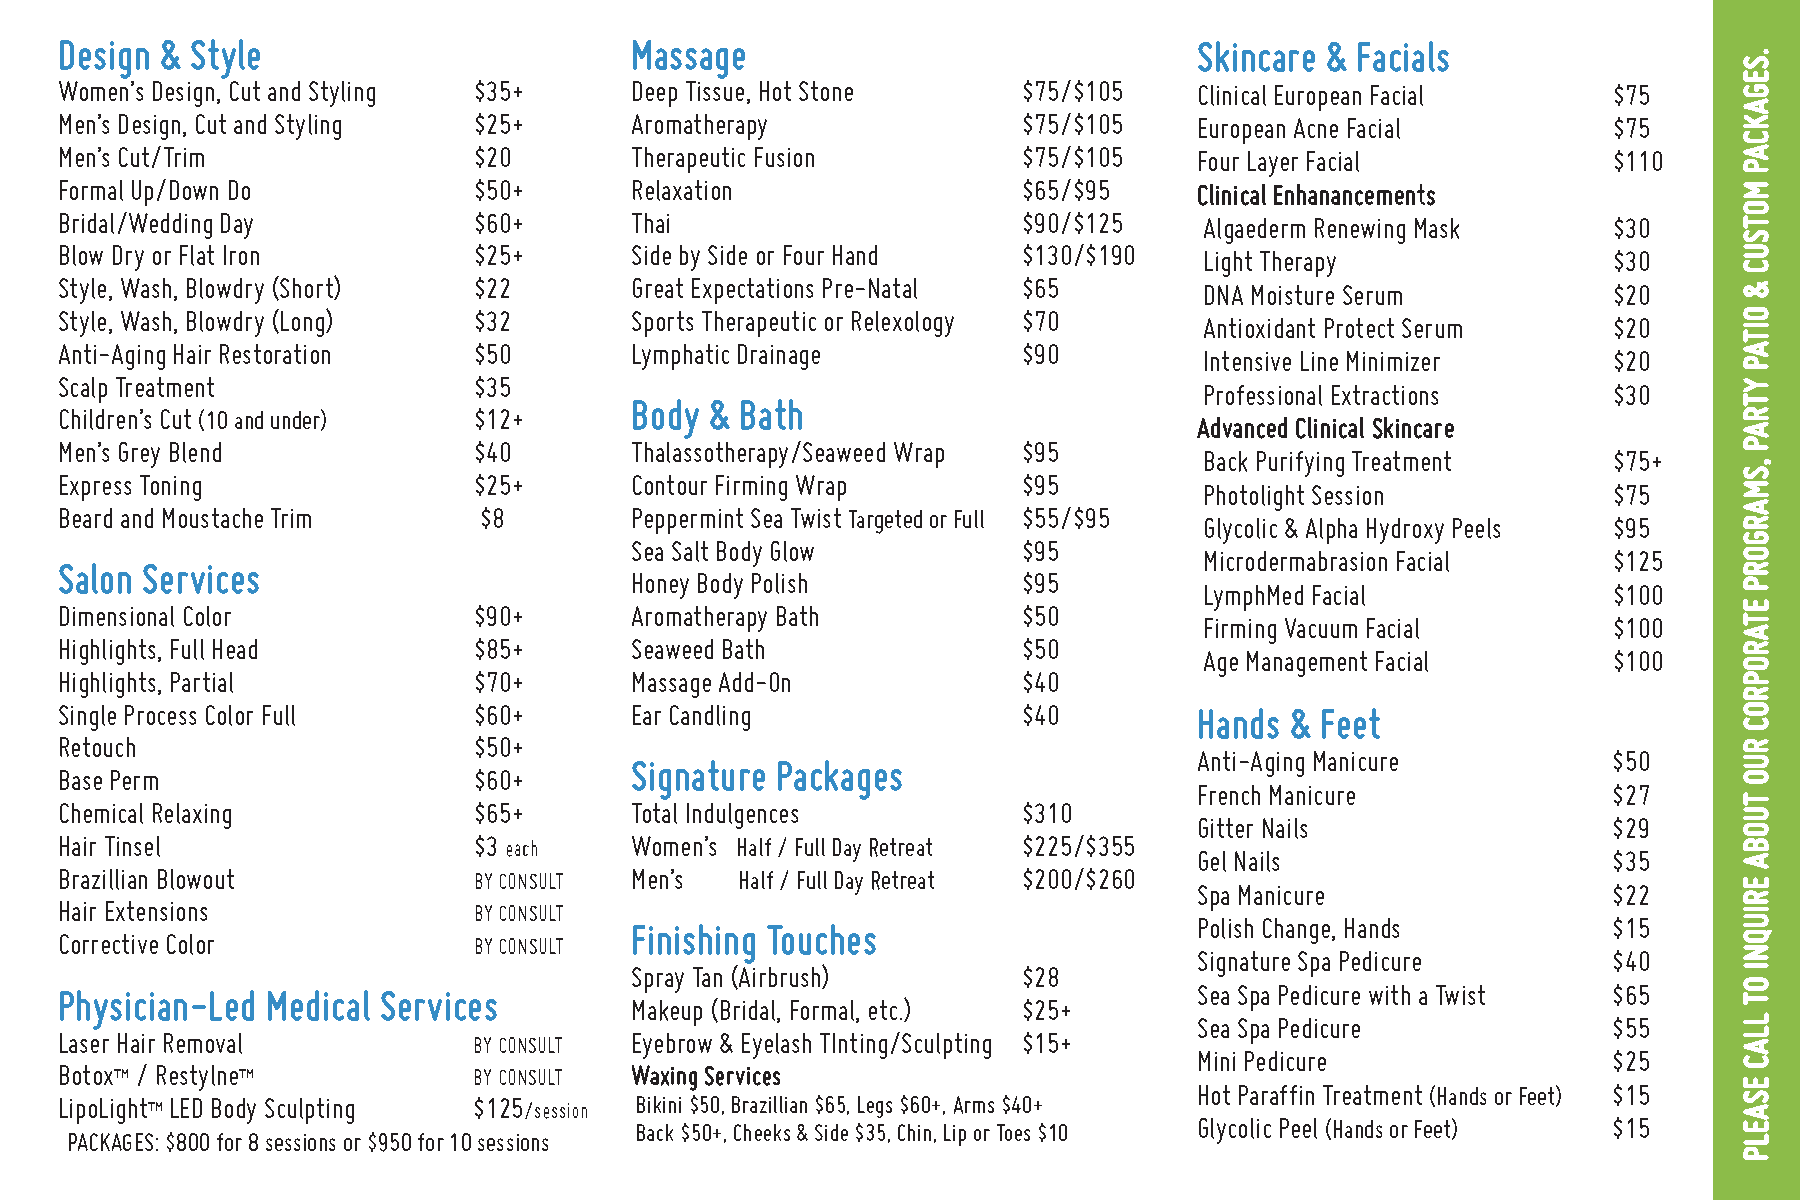 Design & Style
Women's Design, Cut and Styling $35+
Men's Design, Cut and Styling $25+
Men's Cut/Trim $20
Formal Up/Down Do $50+
Bridal/Wedding Day $60+
Blow Dry or Flat Iron $25+
Style, Wash, Blowdry (Short) $22
Style, Wash, Blowdry (Long) $32
Anti-Aging Hair Restoration $50
Scalp Treatment $35
Children's Cut (10 and under) $12+
Men's Grey Blend $40
Express Toning $25+
Beard and Moustache Trim $8
Salon Services
Dimensional Color $90+
Highlights, Full Head $85+
Highlights, Partial $70+
Single Process Color Full $60+
Retouch $50+
Base Perm $60+
Chemical Relaxing $65+
Hair Tinsel $3 each
Brazillian Blowout BY CONSULT
Hair Extensions BY CONSULT
Corrective Color BY CONSULT
Physician-Led Medical Services
Laser Hair Removal BY CONSULT
Botox™ / Restylne™ BY CONSULT
LipoLight™ LED Body Sculpting $125/session
PACKAGES: $800 for 8 sessions or $950 for 10 sessions
Massage
Deep Tissue, Hot Stone $75/$105
Aromatherapy $75/$105
Therapeutic Fusion $75/$105
Relaxation $65/$95
Thai $90/$125
Side by Side or Four Hand $130/$190
Great Expectations Pre-Natal $65
Sports Therapeutic or Relexology $70
Lymphatic Drainage $90
Body & Bath
Thalassotherapy/Seaweed Wrap $95
Contour Firming Wrap $95
Peppermint Sea Twist Targeted or Full $55/$95
Sea Salt Body Glow $95
Honey Body Polish $95
Aromatherapy Bath $50
Seaweed Bath $50
Massage Add-On $40
Ear Candling $40
Signature Packages
Total Indulgences $310
Women's Half / Full Day Retreat $225/$355
Men's Half / Full Day Retreat $200/$260
Finishing Touches
Spray Tan (Airbrush) $28
Makeup (Bridal, Formal, etc.) $25+
Eyebrow & Eyelash TInting/Sculpting $15+
Waxing Services
Bikini $50, Brazillian $65, Legs $60+, Arms $40+
Back $50+, Cheeks & Side $35, Chin, Lip or Toes $10
Skincare & Facials
Clinical European Facial $75
European Acne Facial $75
Four Layer Facial $110
Clinical Enhanancements
Algaederm Renewing Mask $30
Light Therapy $30
DNA Moisture Serum $20
Antioxidant Protect Serum $20
Intensive Line Minimizer $20
Professional Extractions $30
Advanced Clinical Skincare
Back Purifying Treatment $75+
Photolight Session $75
Glycolic & Alpha Hydroxy Peels $95
Microdermabrasion Facial $125
LymphMed Facial $100
Firming Vacuum Facial $100
Age Management Facial $100
Hands & Feet
Anti-Aging Manicure $50
French Manicure $27
Gitter Nails $29
Gel Nails $35
Spa Manicure $22
Polish Change, Hands $15
Signature Spa Pedicure $40
Sea Spa Pedicure with a Twist $65
Sea Spa Pedicure $55
Mini Pedicure $25
Hot Paraffin Treatment (Hands or Feet) $15
Glycolic Peel (Hands or Feet) $15
PLEASE CALL TO INQUIRE ABOUT OUR CORPORATE PROGRAMS, PARTY PATIO & CUSTOM PACKAGES.